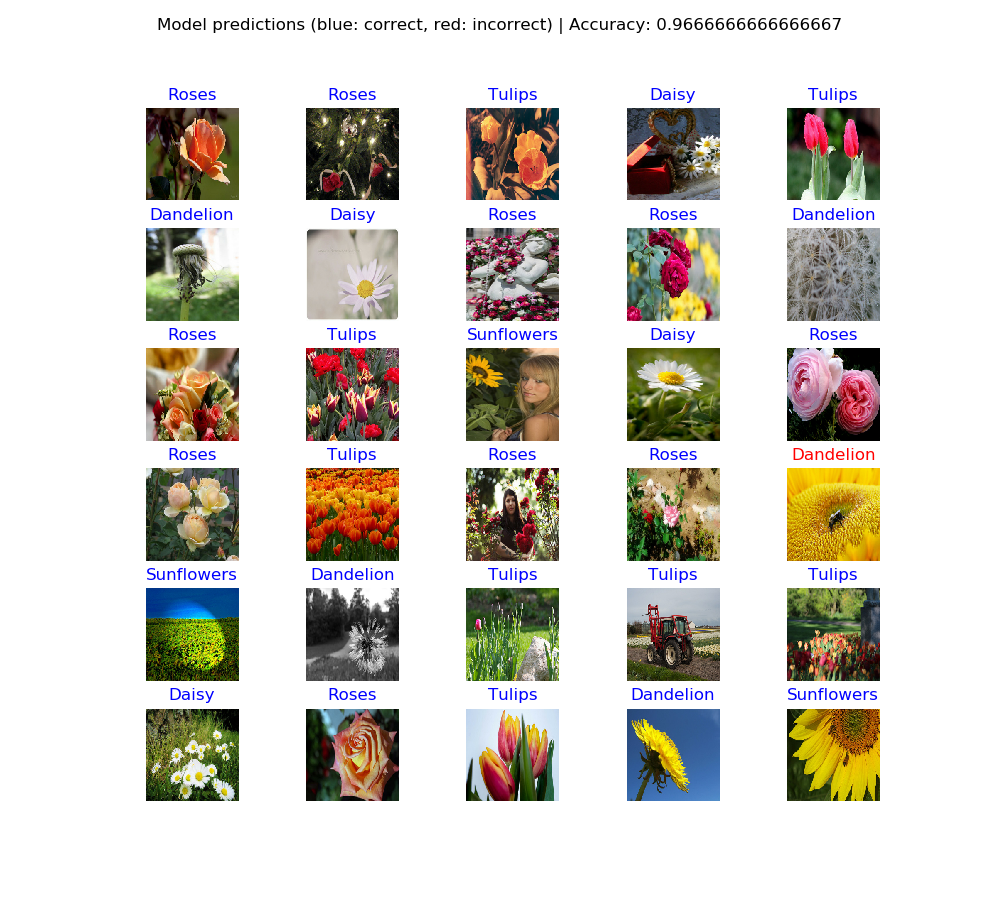 Model predictions (blue: correct, red: incorrect) | Accuracy: 0.9666666666666667
Roses Roses Tulips Daisy Tulips
Dandelion Daisy Roses Roses Dandelion
Roses Tulips Sunflowers Daisy Roses
Roses Tulips Roses Roses Dandelion
Sunflowers Dandelion Tulips Tulips Tulips
Daisy Roses Tulips Dandelion Sunflowers